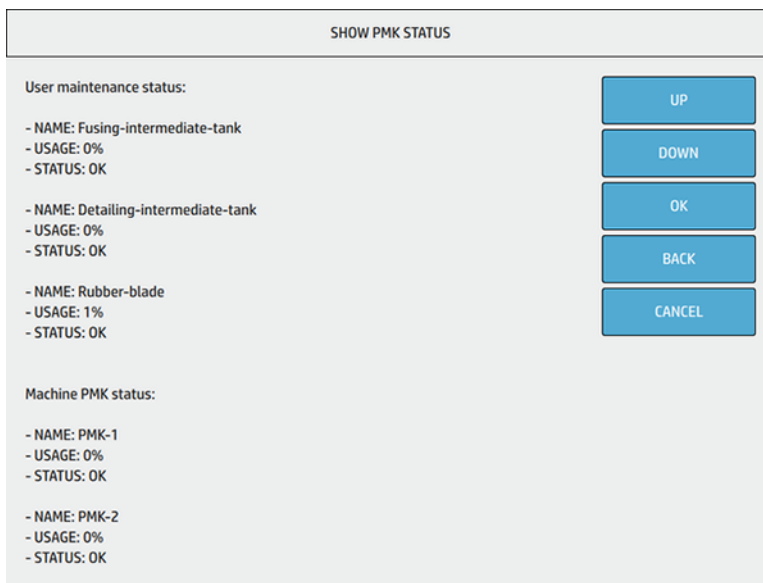 SHOW PMK STATUS
User maintenance status:
- NAME: Fusing-intermediate-tank
- USAGE: 0%
- STATUS: OK
- NAME: Detailing-intermediate-tank
- USAGE: 0%
- STATUS: OK
- NAME: Rubber-blade
- USAGE: 1%
- STATUS: OK
Machine PMK status:
- NAME: PMK-1
- USAGE: 0%
- STATUS: OK
- NAME: PMK-2
- USAGE: 0%
- STATUS: OK
UP
DOWN
OK
BACK
CANCEL